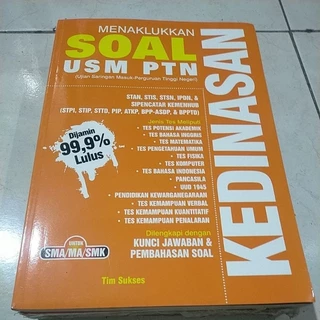 MENAKLUKKAN
SOAL
USM PTN
(Ujian Saringan Masuk-Perguruan Tinggi Negeri)
KEDINASAN
STAN, STIS, STSN, IPDN, &
SIPENCATAR KEMENHUB
(STPI, STIP, STTD, PIP, ATKP, BPP-ASDP, & BPPTD)
Dijamin
99,9%
Lulus
Jenis Tes Meliputi
• TES POTENSI AKADEMIK
• TES BAHASA INGGRIS
• TES MATEMATIKA
• TES PENGETAHUAN UMUM
• TES FISIKA
• TES KOMPUTER
• TES BAHASA INDONESIA
• PANCASILA
• UUD 1945
• PENDIDIKAN KEWARGANEGARAAN
• TES KEMAMPUAN VERBAL
• TES KEMAMPUAN KUANTITATIF
• TES KEMAMPUAN PENALARAN
Dilengkapi dengan
KUNCI JAWABAN &
PEMBAHASAN SOAL
UNTUK
SMA/MA/SMK
Tim Sukses